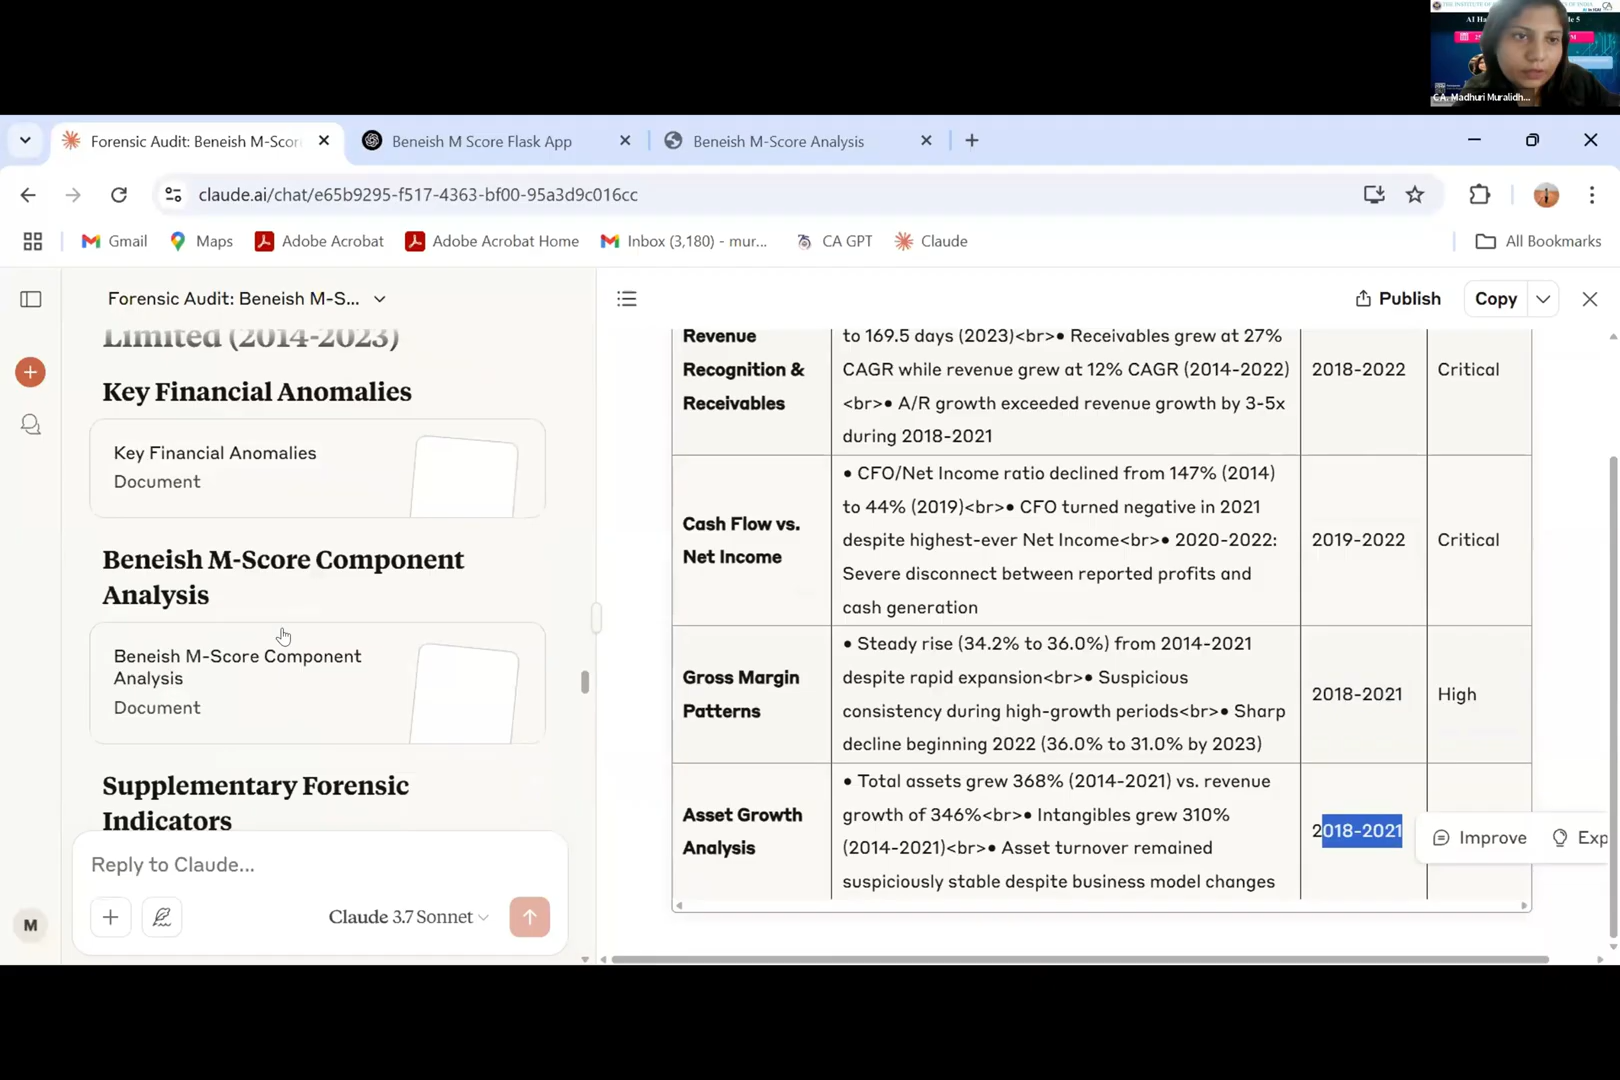 AI Ha
CA. Madhuri Muralidh...
Forensic Audit: Beneish M-Scor
Beneish M Score Flask App
Beneish M-Score Analysis
claude.ai/chat/e65b9295-f517-4363-bf00-95a3d9c016cc
Gmail
Maps
Adobe Acrobat
Adobe Acrobat Home
Inbox (3,180) - mur...
CA GPT
Claude
All Bookmarks
Forensic Audit: Beneish M-S...
Limited (2014-2023)
Key Financial Anomalies
Key Financial Anomalies
Document
Beneish M-Score Component
Analysis
Beneish M-Score Component
Analysis
Document
Supplementary Forensic
Indicators
Reply to Claude...
Claude 3.7 Sonnet
M
Publish
Copy
Revenue
Recognition &
Receivables
to 169.5 days (2023)<br>• Receivables grew at 27%
CAGR while revenue grew at 12% CAGR (2014-2022)
<br>• A/R growth exceeded revenue growth by 3-5x
during 2018-2021
2018-2022
Critical
Cash Flow vs.
Net Income
• CFO/Net Income ratio declined from 147% (2014)
to 44% (2019)<br>• CFO turned negative in 2021
despite highest-ever Net Income<br>• 2020-2022:
Severe disconnect between reported profits and
cash generation
2019-2022
Critical
Gross Margin
Patterns
• Steady rise (34.2% to 36.0%) from 2014-2021
despite rapid expansion<br>• Suspicious
consistency during high-growth periods<br>• Sharp
decline beginning 2022 (36.0% to 31.0% by 2023)
2018-2021
High
Asset Growth
Analysis
• Total assets grew 368% (2014-2021) vs. revenue
growth of 346%<br>• Intangibles grew 310%
(2014-2021)<br>• Asset turnover remained
suspiciously stable despite business model changes
2018-2021
Improve
Exp